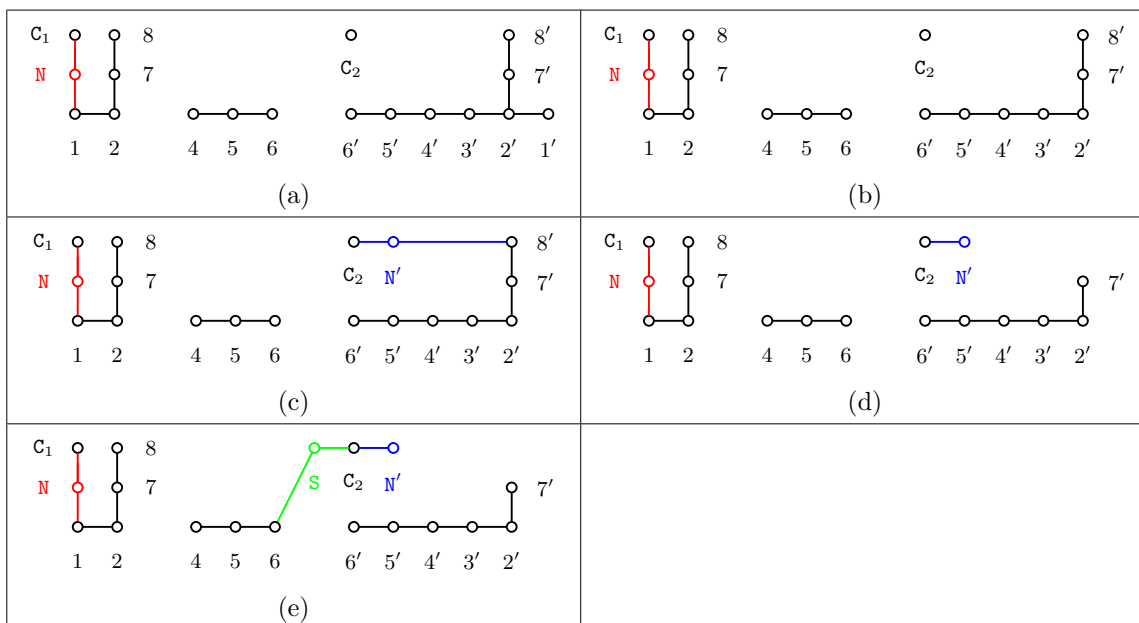 C₁ 8 8′
N C₂ 7 7′
1 2 4 5 6 6′ 5′ 4′ 3′ 2′ 1′
(a)
C₁ 8 8′
N C₂ 7 7′
1 2 4 5 6 6′ 5′ 4′ 3′ 2′
(b)
C₁ 8 8′
N 7 C₂ N′ 7′
1 2 4 5 6 6′ 5′ 4′ 3′ 2′
(c)
C₁ 8
N 7 C₂ N′ 7′
1 2 4 5 6 6′ 5′ 4′ 3′ 2′
(d)
C₁ 8
N 7 S C₂ N′ 7′
1 2 4 5 6 6′ 5′ 4′ 3′ 2′
(e)